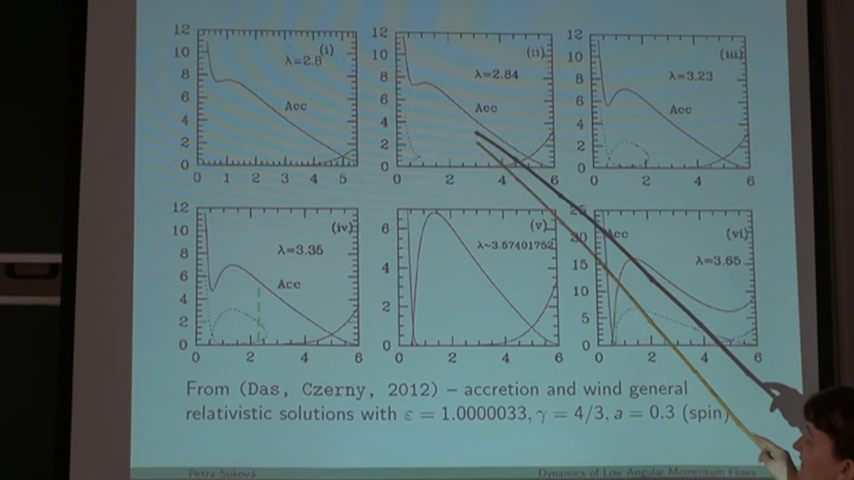 12 10 8 6 4 2 0
(i)
λ=2.8
Acc
0 1 2 3 4 5
12 10 8 6 4 2 0
(ii)
λ=2.84
Acc
0 2 4 6
12 10 8 6 4 2 0
(iii)
λ=3.23
Acc
0 2 6
12 10 8 6 4 2 0
(iv)
λ=3.35
Acc
0 2 4 6
6 4 2 0
(v)
λ~3.57401752
0 2 4 6
25 20 15 10 5 0
Acc
(vi)
λ=3.65
0 2 4 6
From (Das, Czerny, 2012) – accretion and wind general
relativistic solutions with ε = 1.0000033, γ = 4/3, a = 0.3 (spin)
Petra Suková
Dynamics of Low Angular Momentum Flows